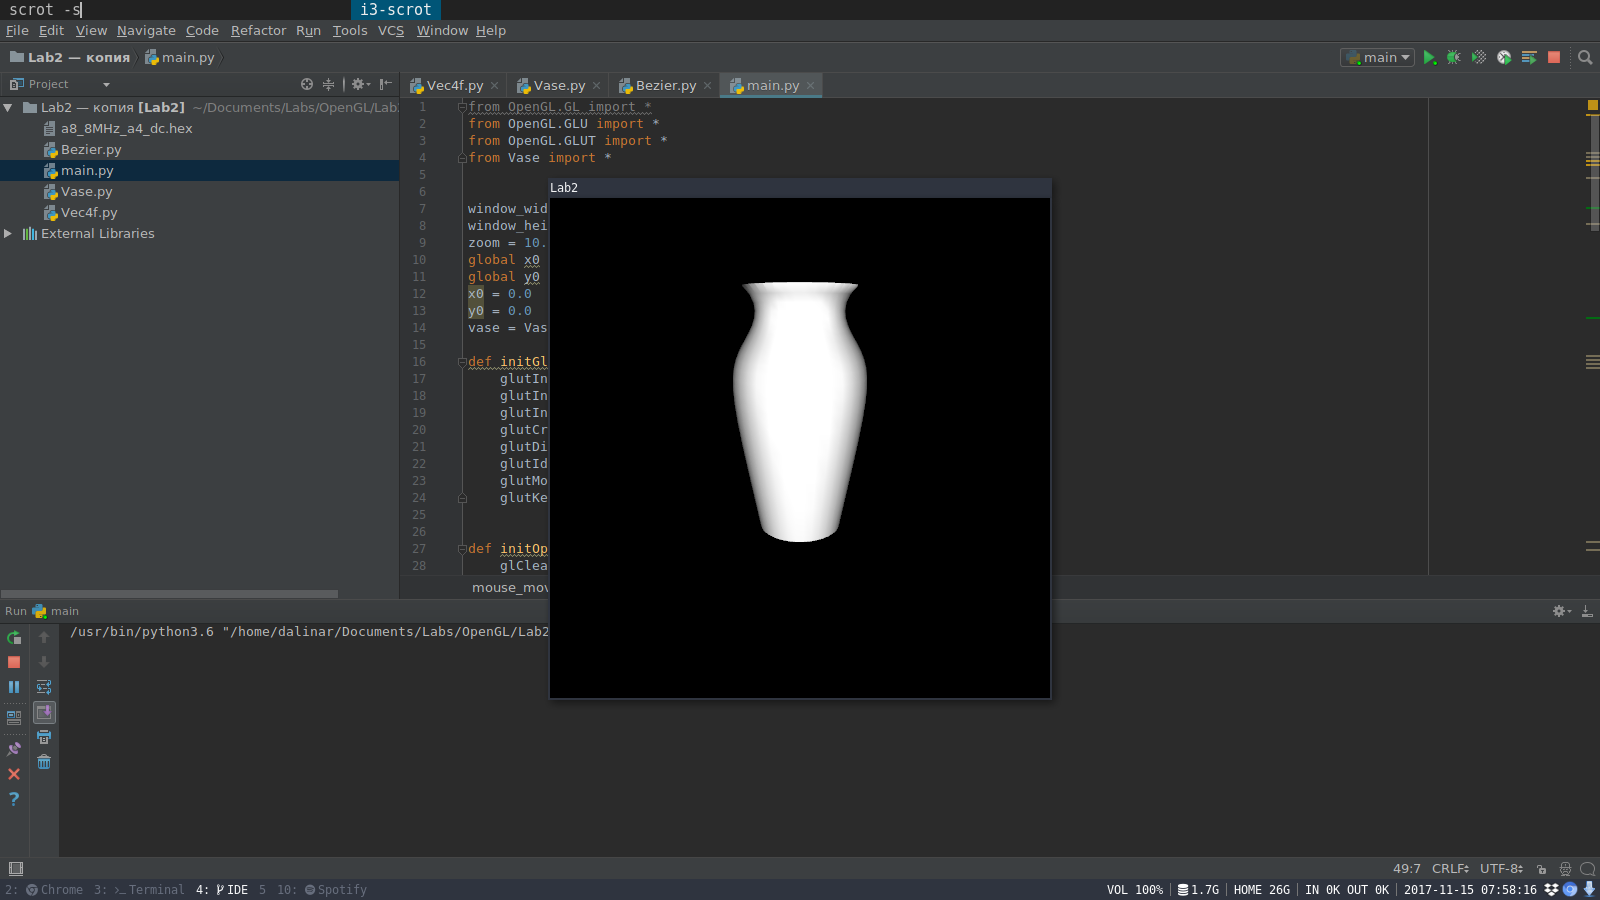 scrot -s i3-scrot
File Edit View Navigate Code Refactor Run Tools VCS Window Help
Lab2 — копия main.py main
Project Vec4f.py Vase.py Bezier.py main.py
Lab2 — копия [Lab2] ~/Documents/Labs/OpenGL/Lab
a8_8MHz_a4_dc.hex
Bezier.py
main.py
Vase.py
Vec4f.py
External Libraries
1 from OpenGL.GL import *
2 from OpenGL.GLU import *
3 from OpenGL.GLUT import *
4 from Vase import *
5
6
7 window_wid
8 window_hei
9 zoom = 10.
10 global x0
11 global y0
12 x0 = 0.0
13 y0 = 0.0
14 vase = Vas
15
16 def initGl
17 glutIn
18 glutIn
19 glutIn
20 glutCr
21 glutDi
22 glutId
23 glutMo
24 glutKe
25
26
27 def initOp
28 glClea
mouse_mov
Lab2
Run main
/usr/bin/python3.6 "/home/dalinar/Documents/Labs/OpenGL/Lab2
49:7 CRLF UTF-8
2: Chrome 3: Terminal 4: IDE 5 10: Spotify VOL 100% 1.7G HOME 26G IN 0K OUT 0K 2017-11-15 07:58:16